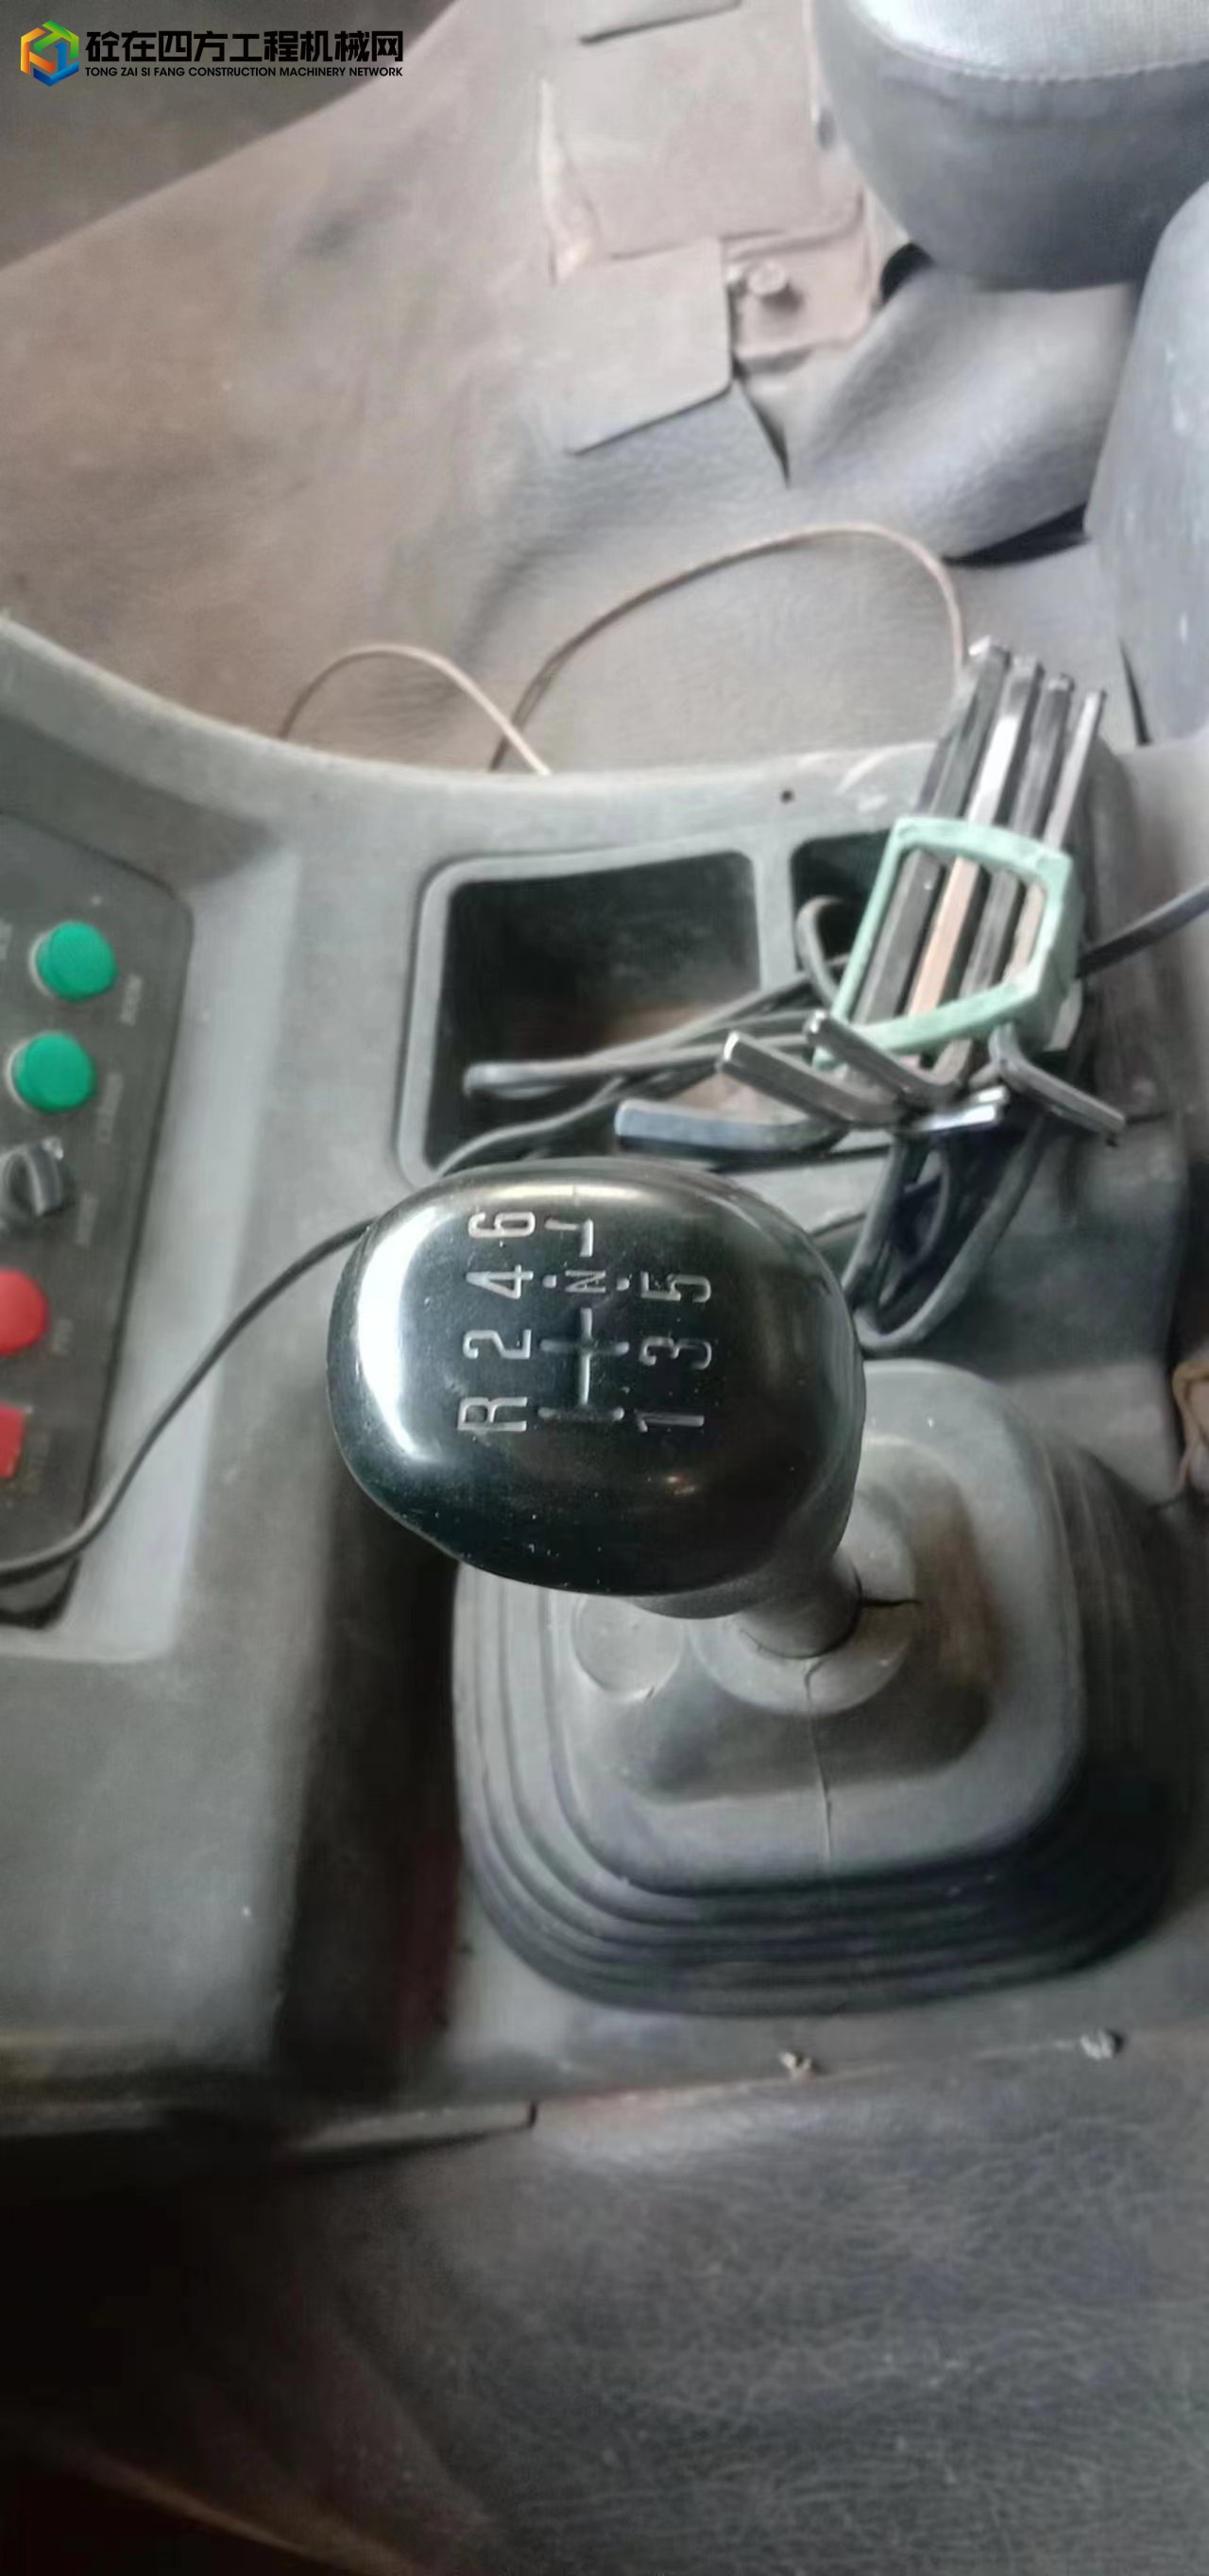 砼在四方工程机械网
TONG ZAI SI FANG CONSTRUCTION MACHINERY NETWORK
R 2 4 6
N
1 3 5